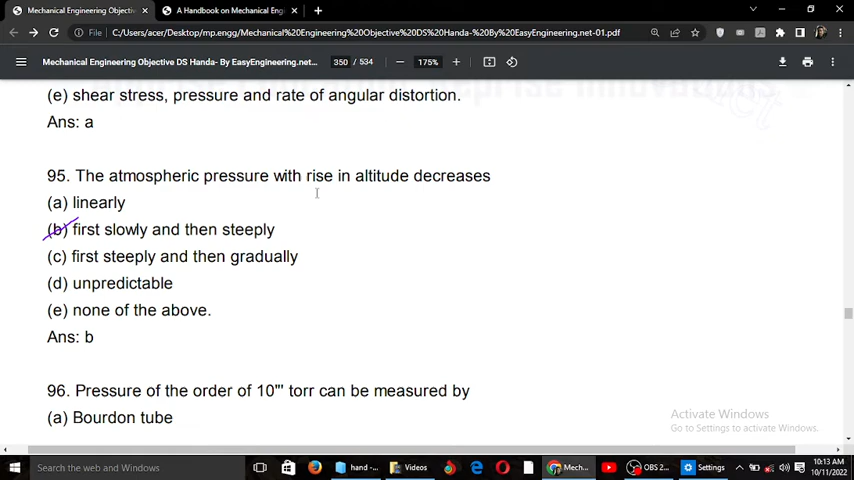 Mechanical Engineering Objectiv
A Handbook on Mechanical Engi
File
C:/Users/acer/Desktop/mp.engg/Mechanical%20Engineering%20Objective%20DS%20Handa-%20By%20EasyEngineering.net-01.pdf
Mechanical Engineering Objective DS Handa- By EasyEngineering.net...
350 / 534
175%
(e) shear stress, pressure and rate of angular distortion.
Ans: a
95. The atmospheric pressure with rise in altitude decreases
(a) linearly
(b) first slowly and then steeply
(c) first steeply and then gradually
(d) unpredictable
(e) none of the above.
Ans: b
96. Pressure of the order of 10"' torr can be measured by
(a) Bourdon tube
Activate Windows
Go to Settings to activate Windows.
Search the web and Windows
hand -...
Videos
Mech...
OBS 2...
Settings
10:13 AM
10/11/2022